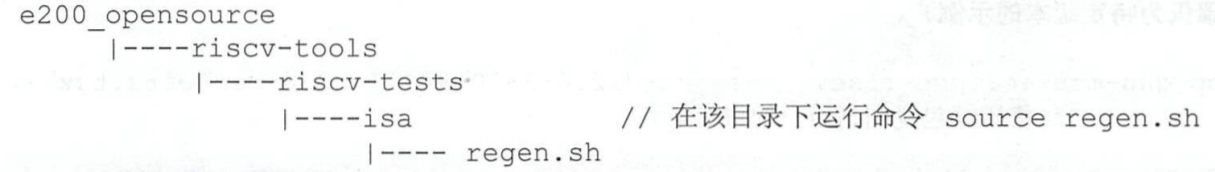 e200_opensource
|----riscv-tools
|----riscv-tests
|----isa // 在该目录下运行命令 source regen.sh
|---- regen.sh